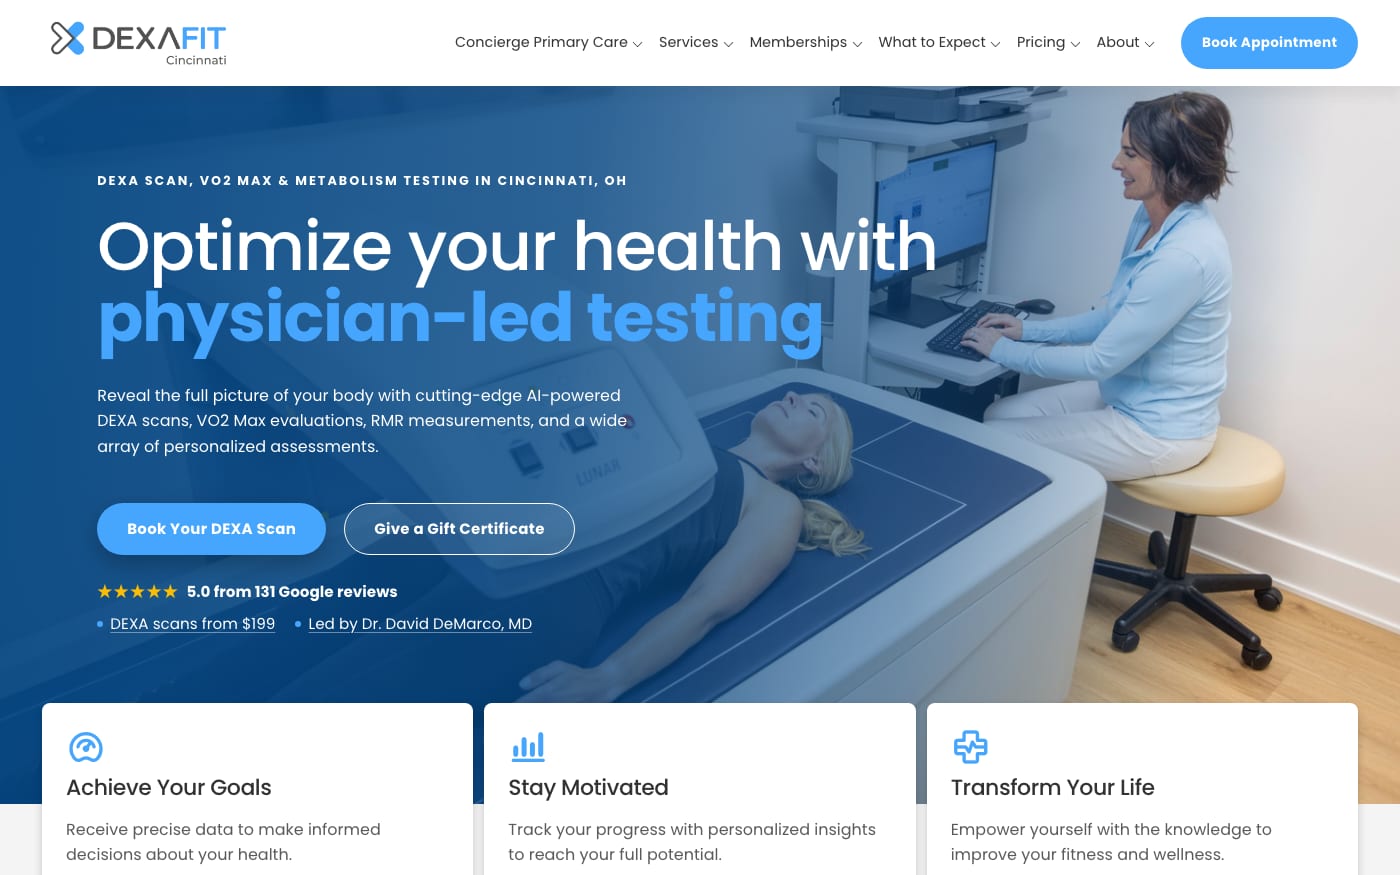 DEXAFIT
Cincinnati
Concierge Primary Care
Services
Memberships
What to Expect
Pricing
About
Book Appointment
DEXA SCAN, VO2 MAX & METABOLISM TESTING IN CINCINNATI, OH
Optimize your health with
physician-led testing
Reveal the full picture of your body with cutting-edge AI-powered
DEXA scans, VO2 Max evaluations, RMR measurements, and a wide
array of personalized assessments.
LUNAR
Book Your DEXA Scan
Give a Gift Certificate
★★★★★ 5.0 from 131 Google reviews
• DEXA scans from $199 • Led by Dr. David DeMarco, MD
Achieve Your Goals
Receive precise data to make informed
decisions about your health.
Stay Motivated
Track your progress with personalized insights
to reach your full potential.
Transform Your Life
Empower yourself with the knowledge to
improve your fitness and wellness.